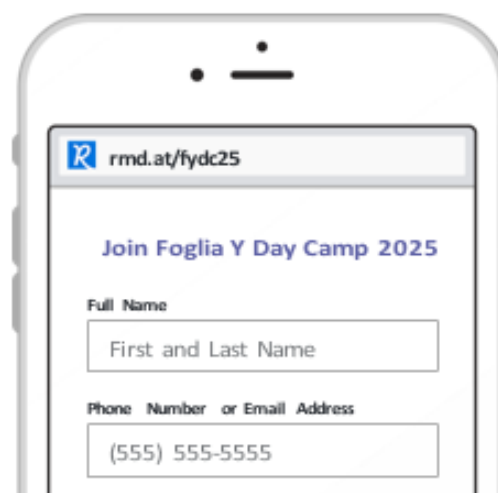 rmd.at/fydc25
Join Foglia Y Day Camp 2025
Full Name
First and Last Name
Phone Number or Email Address
(555) 555-5555